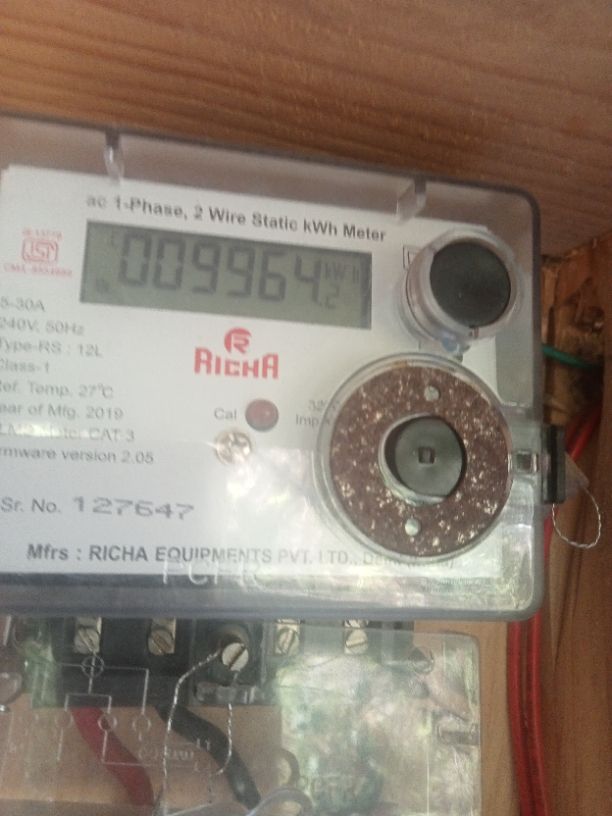 ac 1-Phase, 2 Wire Static kWh Meter
009964.2
kWh
5-30A
240V, 50Hz
Type-RS : 12L
Class-1
Ref. Temp. 27°C
Year of Mfg. 2019
CAT-3
Firmware version 2.05
RICHA
Cal
Imp
Sr. No. 127647
Mfrs : RICHA EQUIPMENTS PVT. LTD.,